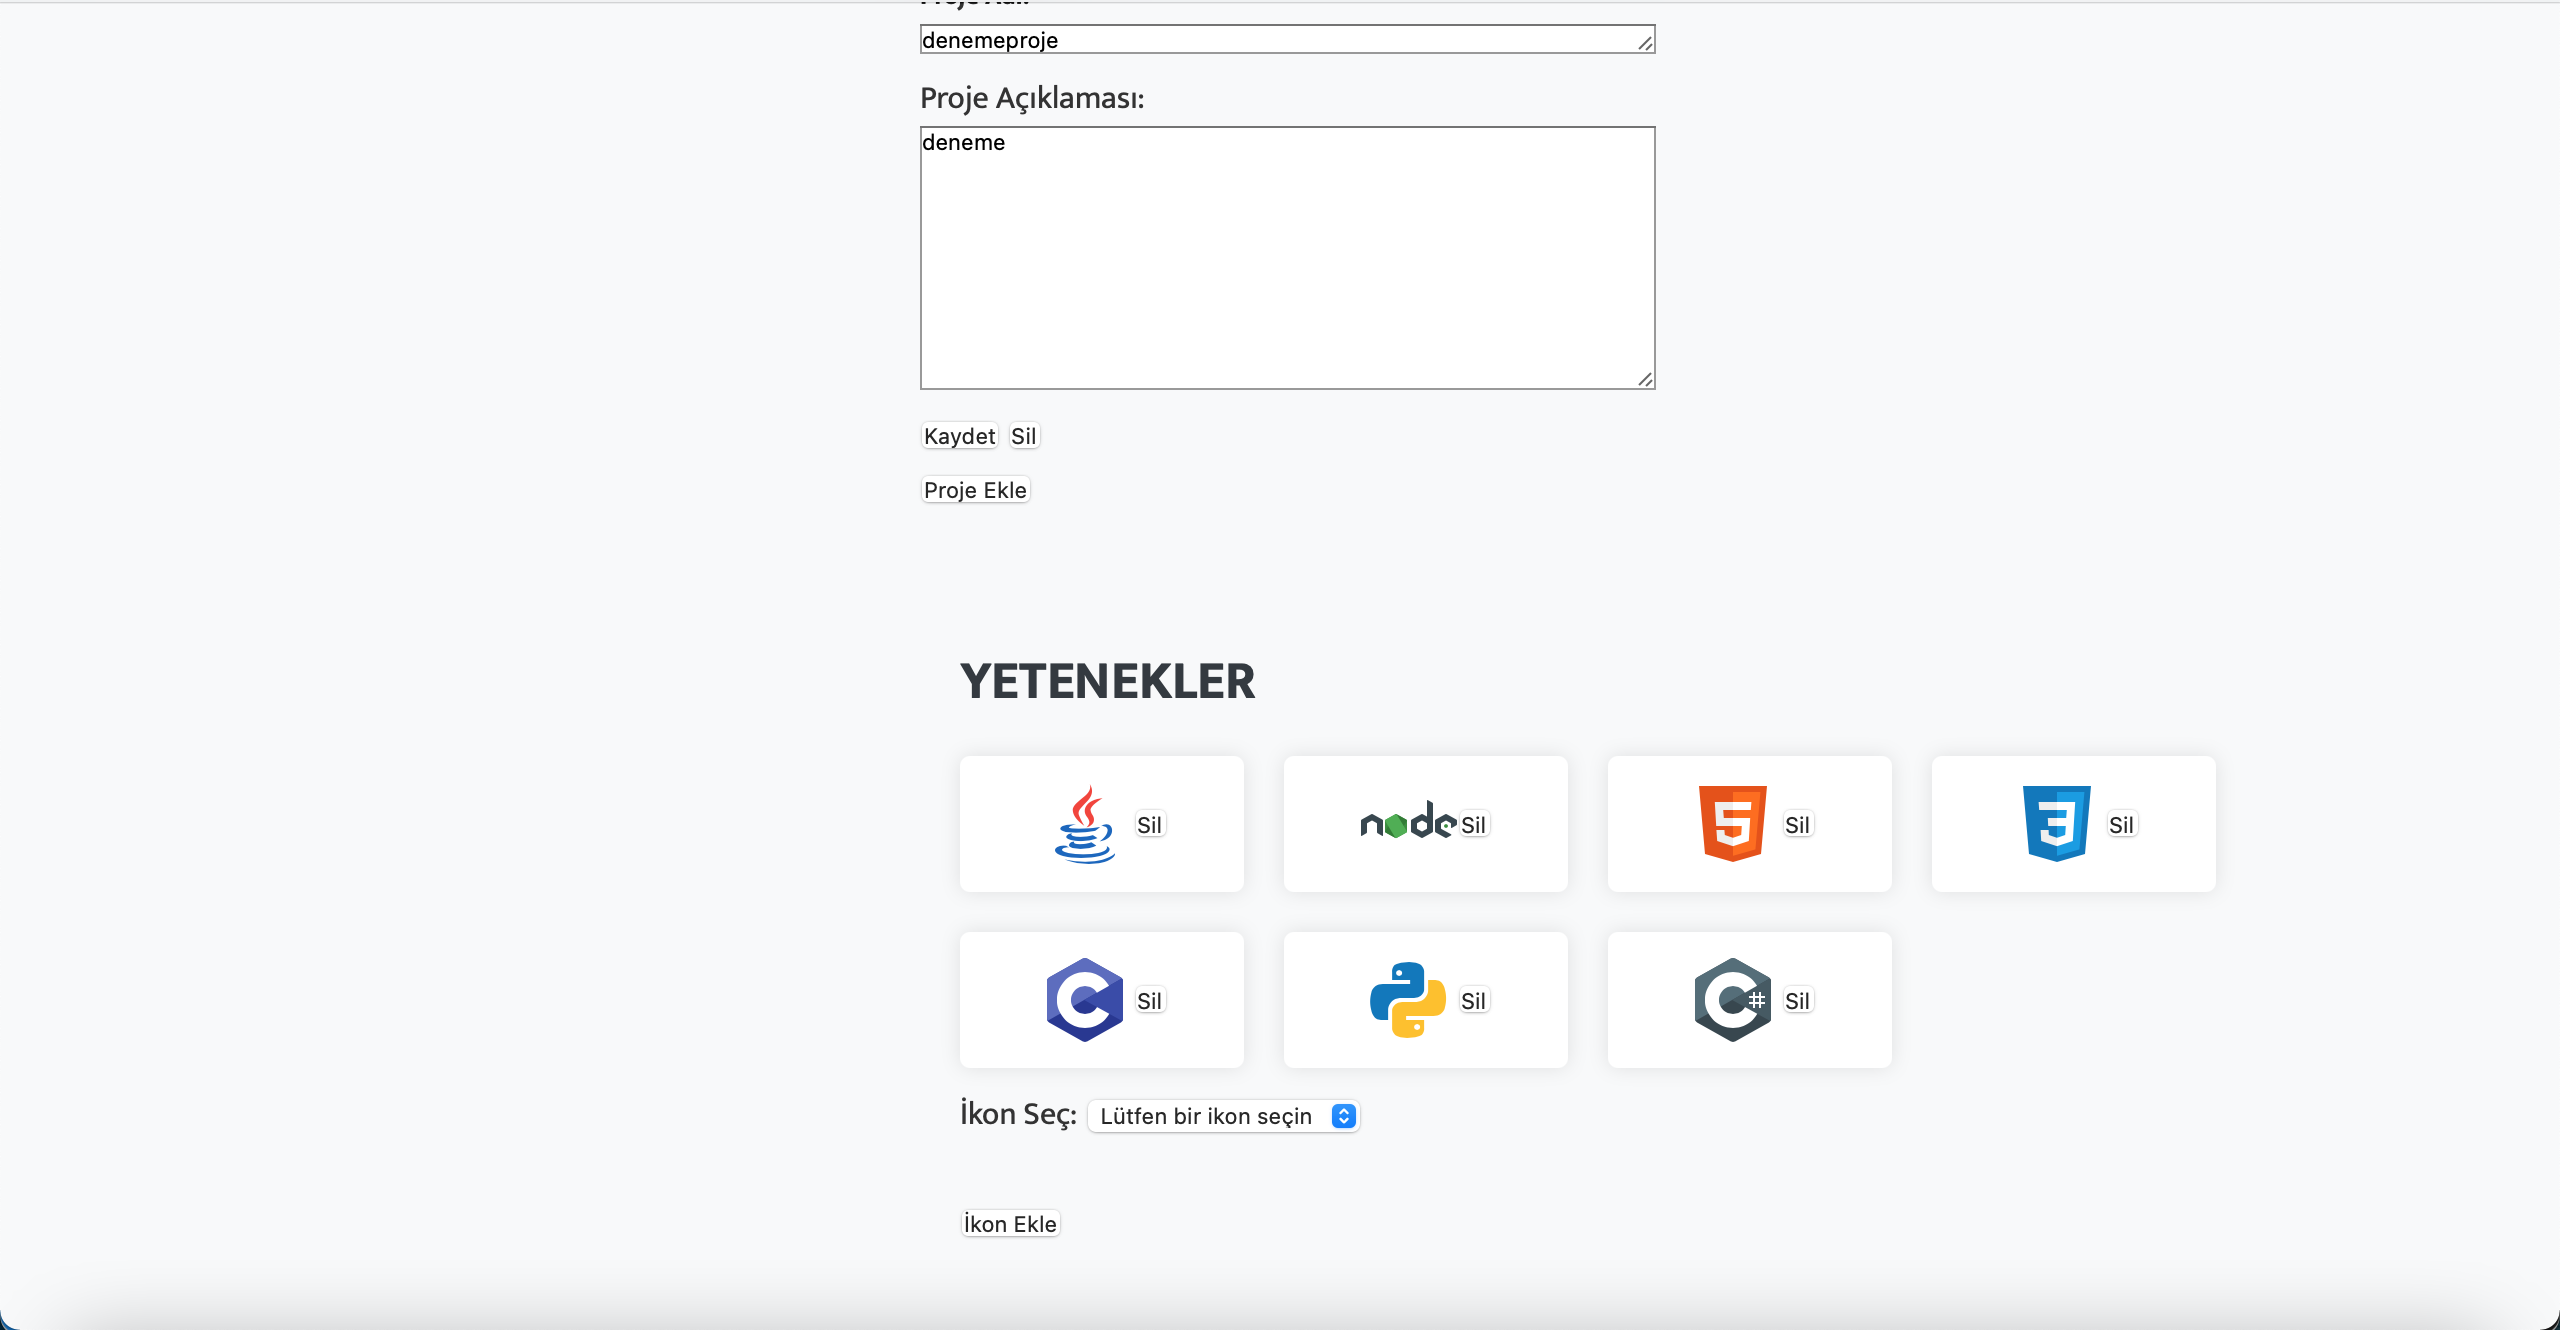 denemeproje
Proje Açıklaması:
deneme
Kaydet Sil
Proje Ekle
YETENEKLER
Sil node Sil 5 Sil 3 Sil
C Sil Sil C# Sil
İkon Seç: Lütfen bir ikon seçin
İkon Ekle